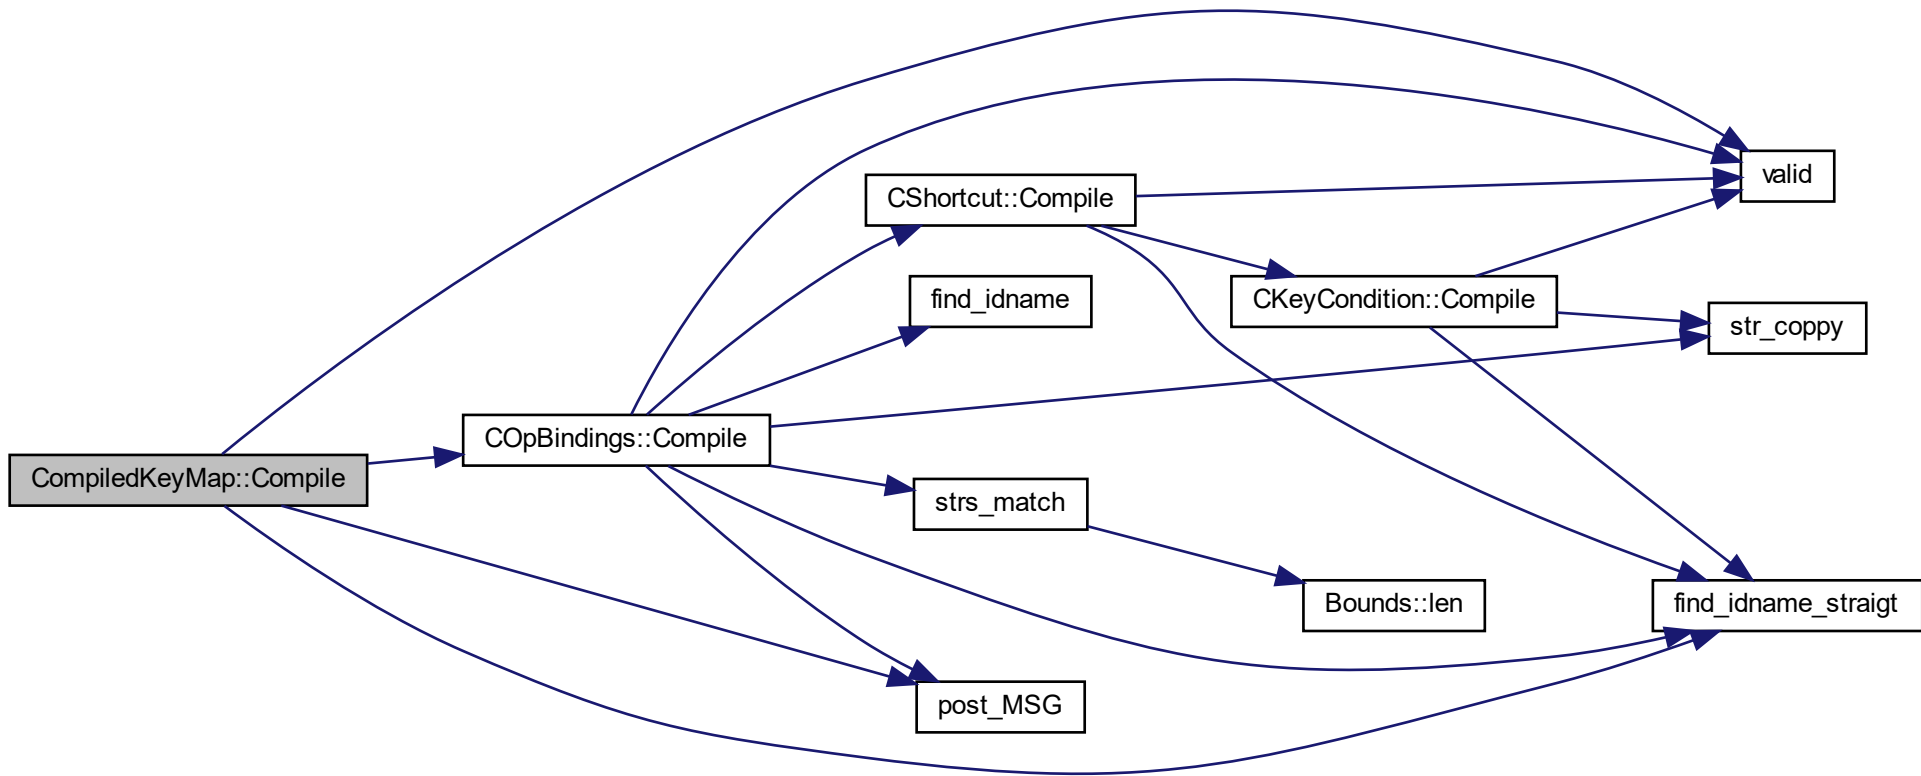 valid
CShortcut::Compile
find_idname
CKeyCondition::Compile
str_coppy
COpBindings::Compile
CompiledKeyMap::Compile
strs_match
Bounds::len
find_idname_straigt
post_MSG